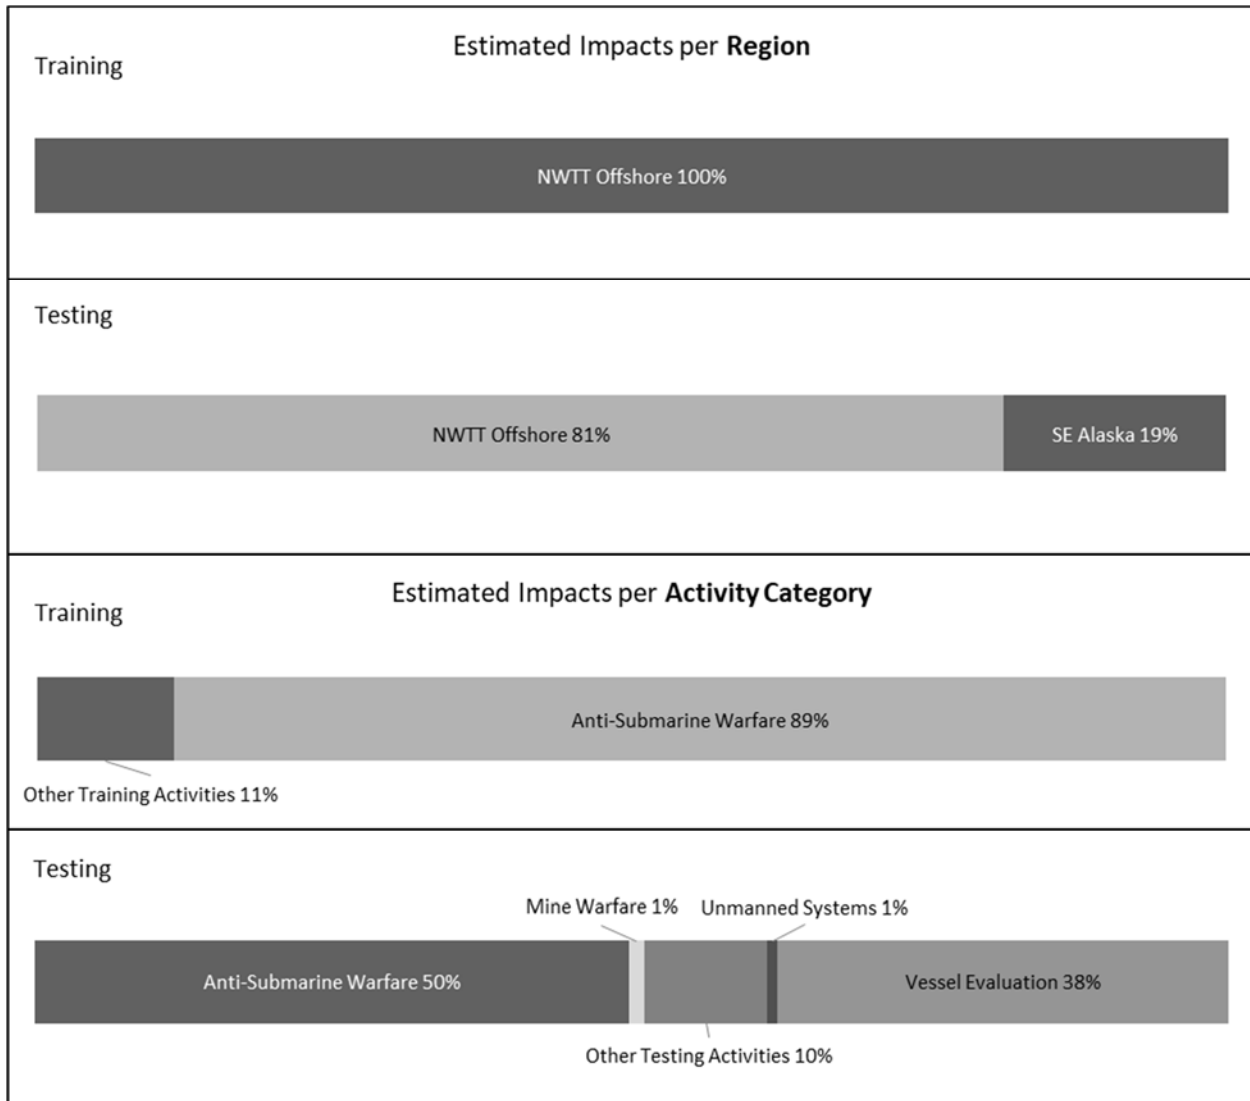 Estimated Impacts per Region
Training
NWTT Offshore 100%
Testing
NWTT Offshore 81%
SE Alaska 19%
Estimated Impacts per Activity Category
Training
Anti-Submarine Warfare 89%
Other Training Activities 11%
Testing
Mine Warfare 1%
Unmanned Systems 1%
Anti-Submarine Warfare 50%
Vessel Evaluation 38%
Other Testing Activities 10%